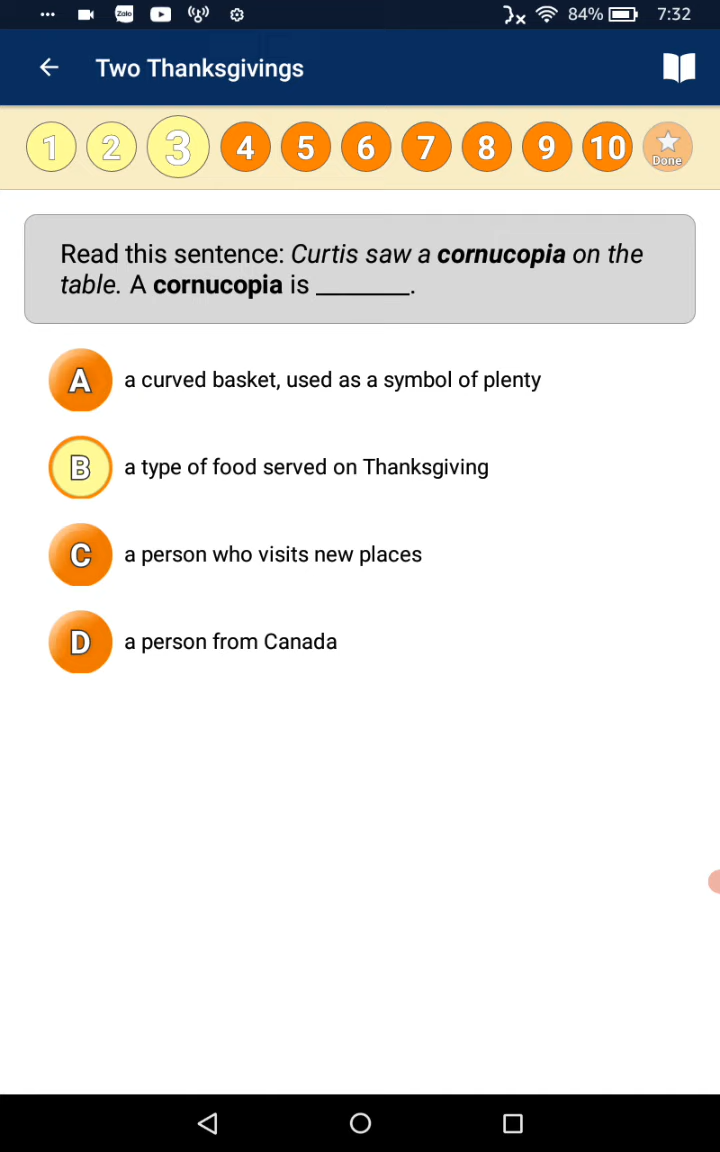 Zalo 84% 7:32
Two Thanksgivings
1 2 3 4 5 6 7 8 9 10 Done
Read this sentence: Curtis saw a cornucopia on the
table. A cornucopia is ________.
A a curved basket, used as a symbol of plenty
B a type of food served on Thanksgiving
C a person who visits new places
D a person from Canada